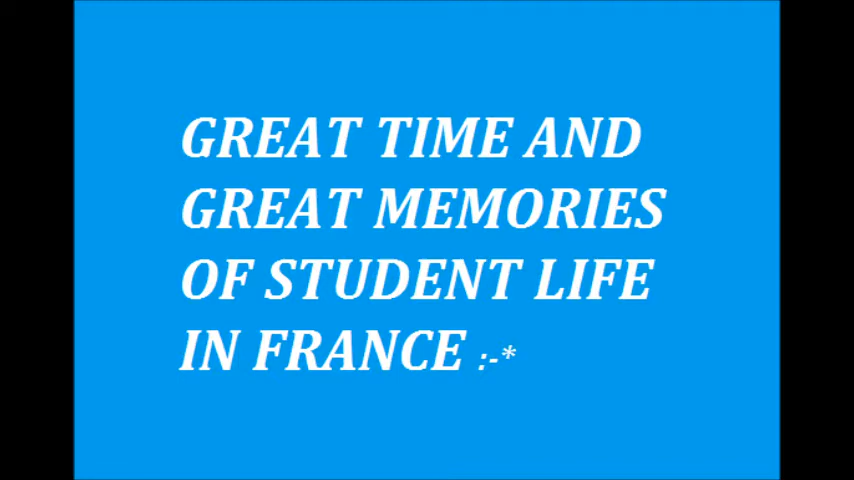 GREAT TIME AND
GREAT MEMORIES
OF STUDENT LIFE
IN FRANCE :-*